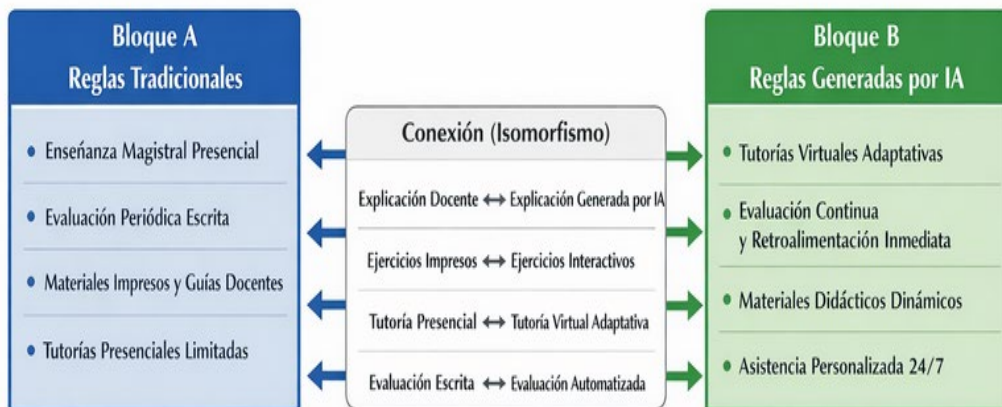 Bloque A
Reglas Tradicionales
• Enseñanza Magistral Presencial
• Evaluación Periódica Escrita
• Materiales Impresos y Guías Docentes
• Tutorías Presenciales Limitadas
Conexión (Isomorfismo)
Explicación Docente ↔ Explicación Generada por IA
Ejercicios Impresos ↔ Ejercicios Interactivos
Tutoría Presencial ↔ Tutoría Virtual Adaptativa
Evaluación Escrita ↔ Evaluación Automatizada
Bloque B
Reglas Generadas por IA
• Tutorías Virtuales Adaptativas
• Evaluación Continua
y Retroalimentación Inmediata
• Materiales Didácticos Dinámicos
• Asistencia Personalizada 24/7